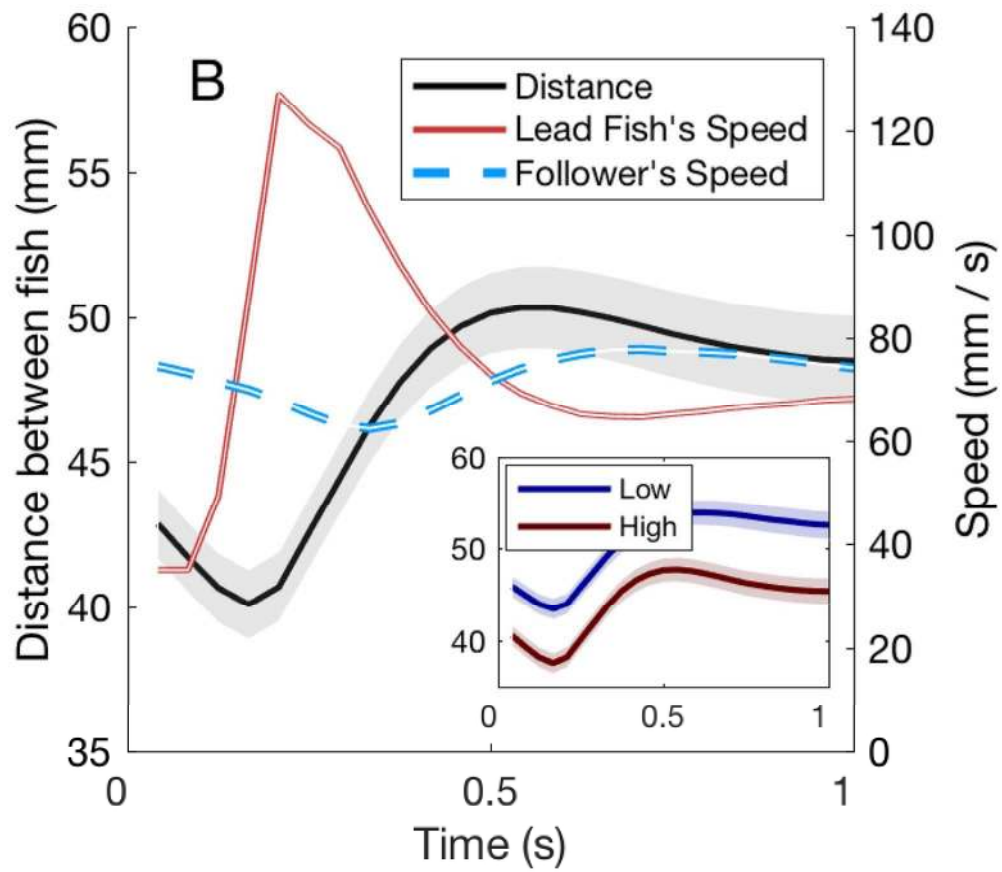 B
Distance
Lead Fish's Speed
Follower's Speed
Distance between fish (mm)
60
55
50
45
40
35
Speed (mm / s)
140
120
100
80
60
40
20
0
0
0.5
1
Time (s)
Low
High
60
50
40
0
0.5
1